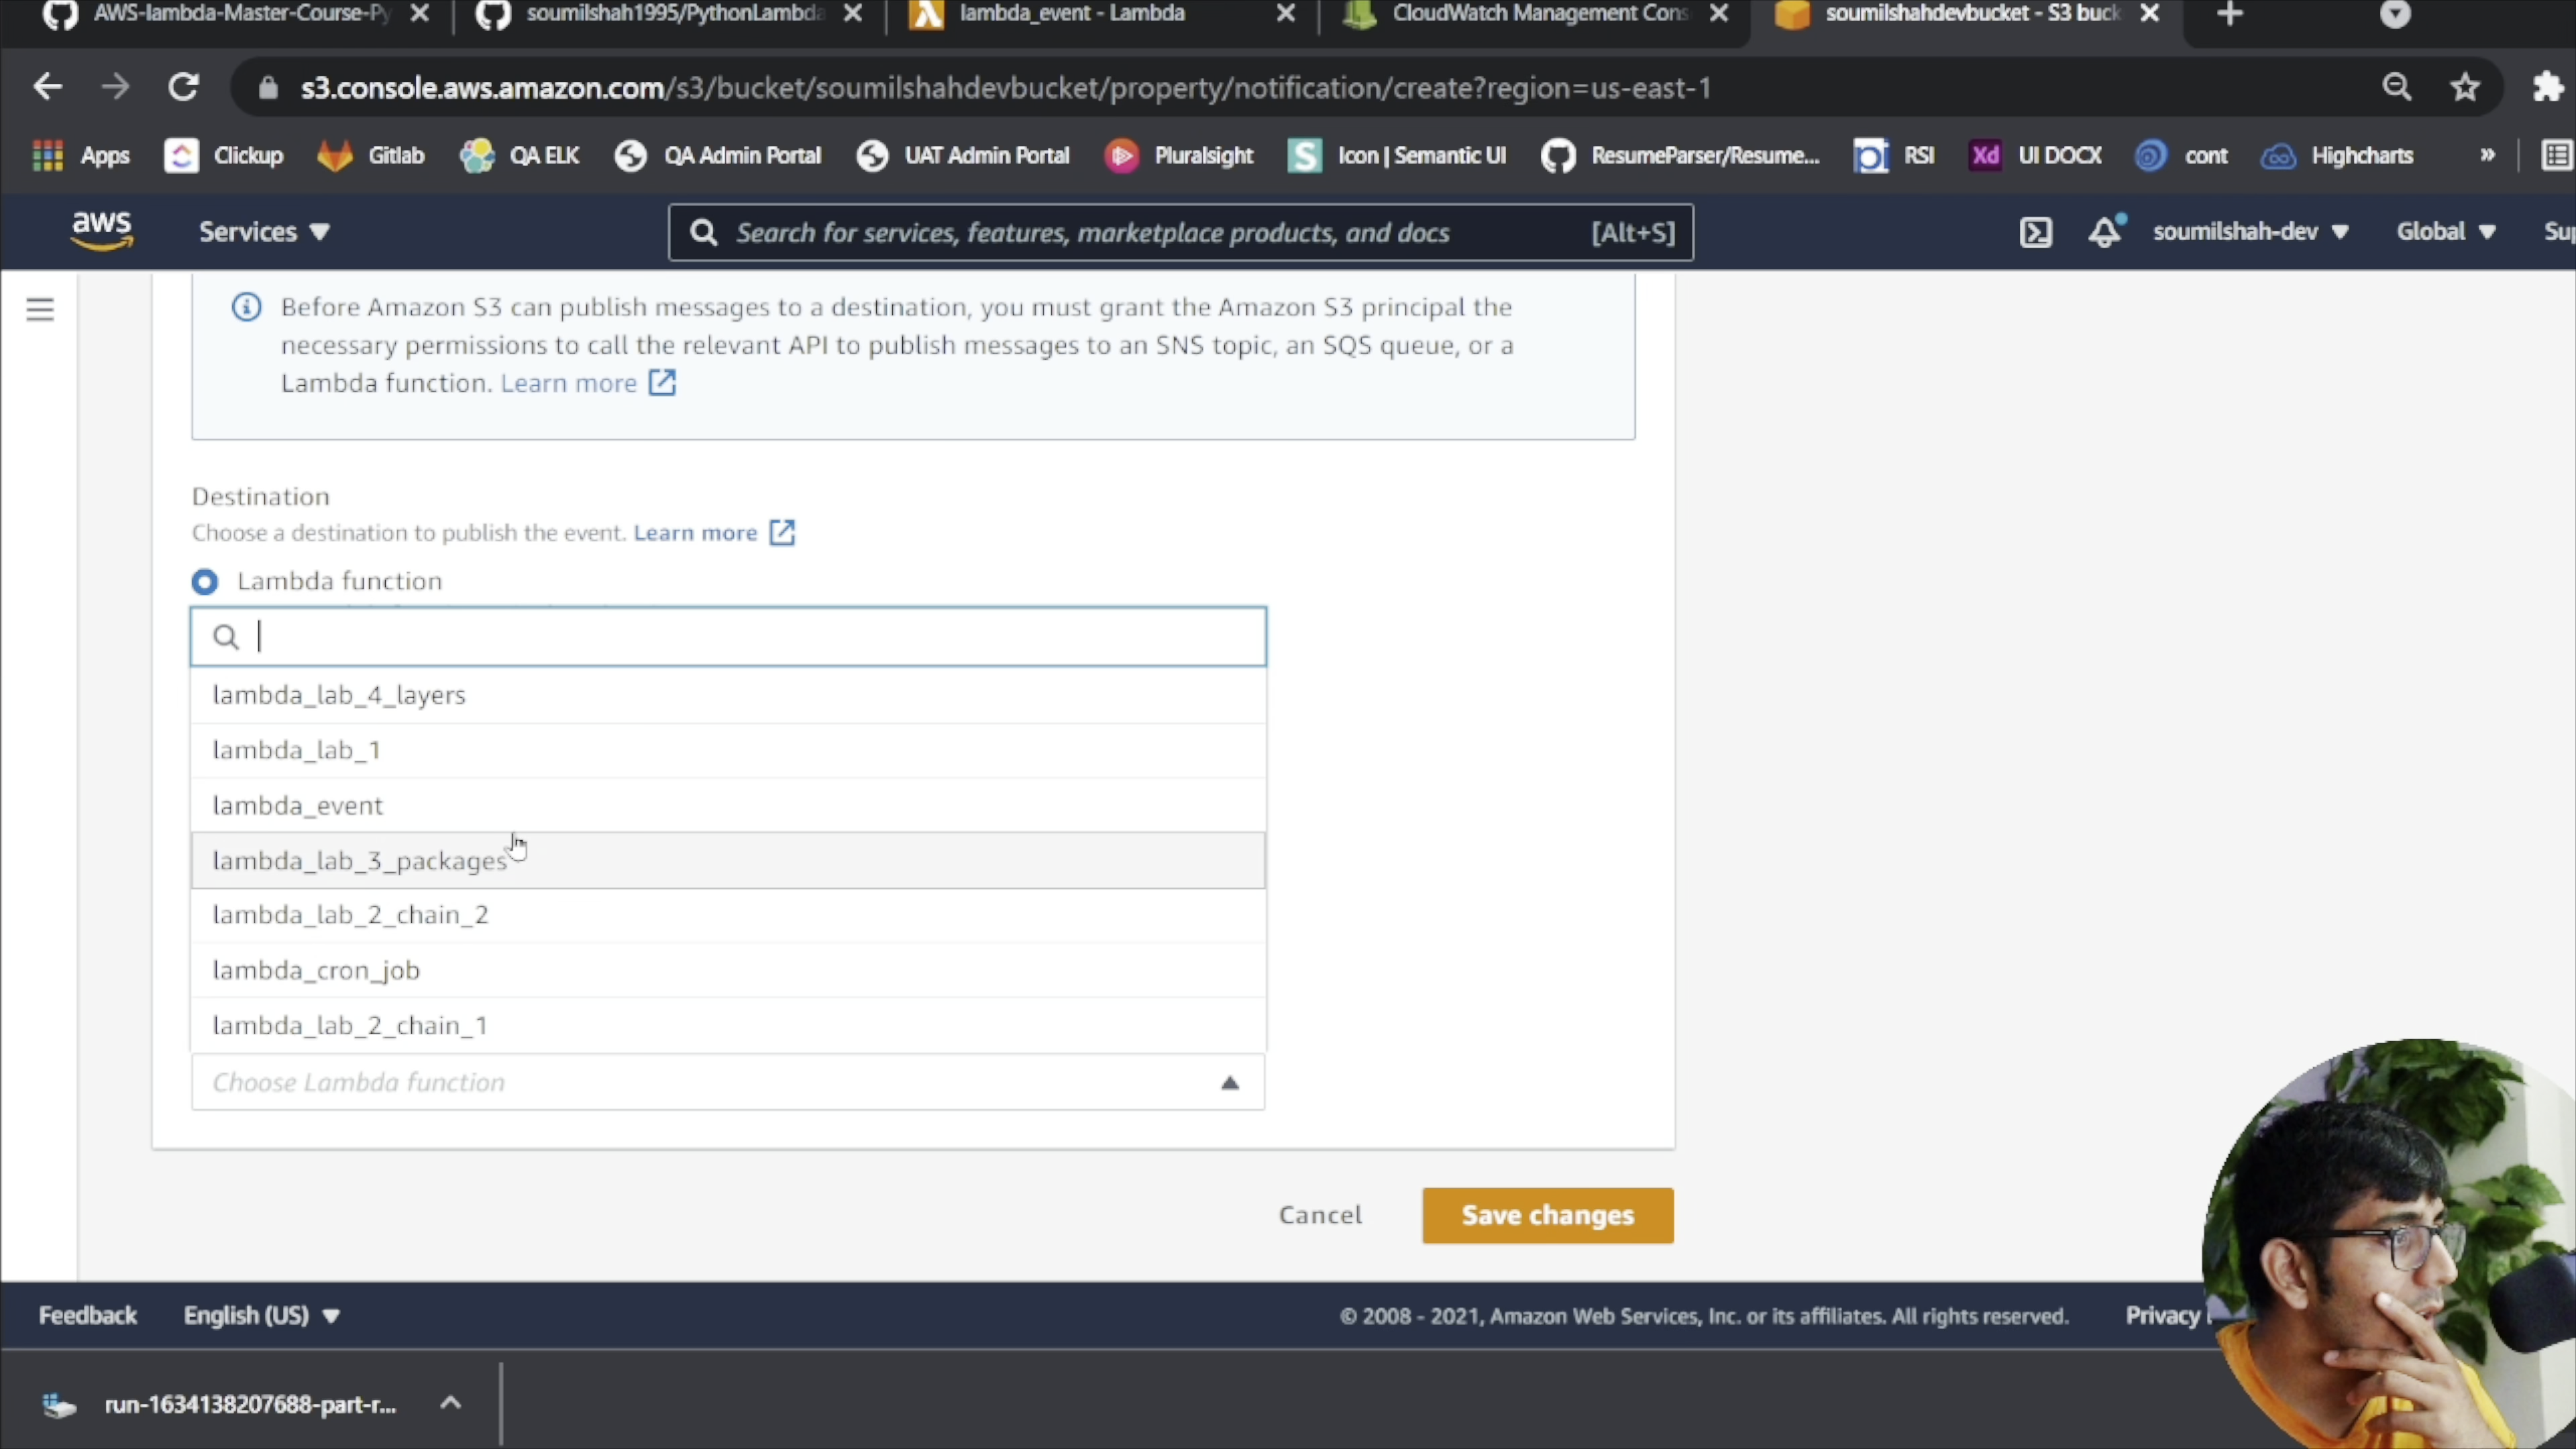 AWS-lambda-Master-Course-Py
soumilshah1995/PythonLambda
lambda_event - Lambda
CloudWatch Management Cons
soumilshahdevbucket - S3 buck
s3.console.aws.amazon.com/s3/bucket/soumilshahdevbucket/property/notification/create?region=us-east-1
Apps
Clickup
Gitlab
QA ELK
QA Admin Portal
UAT Admin Portal
Pluralsight
S
Icon | Semantic UI
ResumeParser/Resume...
RSI
Xd
UI DOCX
cont
Highcharts
»
aws
Services
Search for services, features, marketplace products, and docs
[Alt+S]
soumilshah-dev
Global
Sup
Before Amazon S3 can publish messages to a destination, you must grant the Amazon S3 principal the
necessary permissions to call the relevant API to publish messages to an SNS topic, an SQS queue, or a
Lambda function. Learn more
Destination
Choose a destination to publish the event. Learn more
Lambda function
lambda_lab_4_layers
lambda_lab_1
lambda_event
lambda_lab_3_packages
lambda_lab_2_chain_2
lambda_cron_job
lambda_lab_2_chain_1
Choose Lambda function
Cancel
Save changes
Feedback
English (US)
© 2008 - 2021, Amazon Web Services, Inc. or its affiliates. All rights reserved.
Privacy
run-1634138207688-part-r...